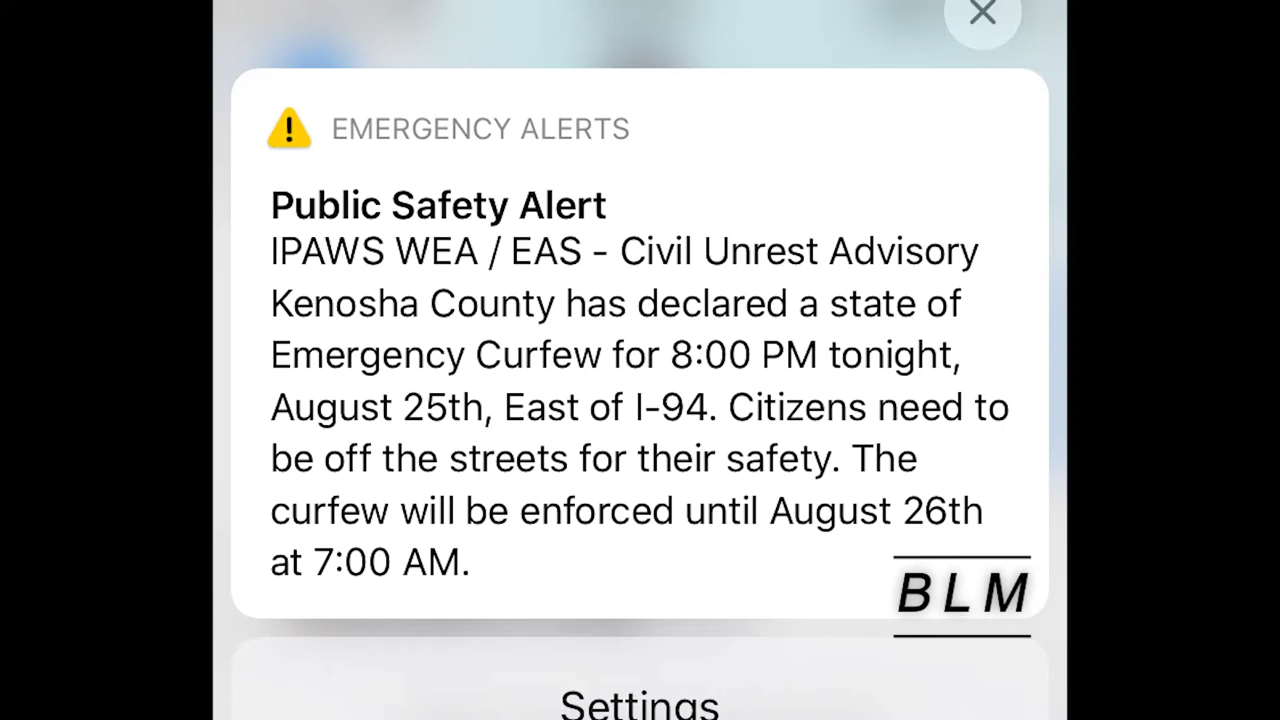 EMERGENCY ALERTS
Public Safety Alert
IPAWS WEA / EAS - Civil Unrest Advisory
Kenosha County has declared a state of
Emergency Curfew for 8:00 PM tonight,
August 25th, East of I-94. Citizens need to
be off the streets for their safety. The
curfew will be enforced until August 26th
at 7:00 AM.
BLM
Settings